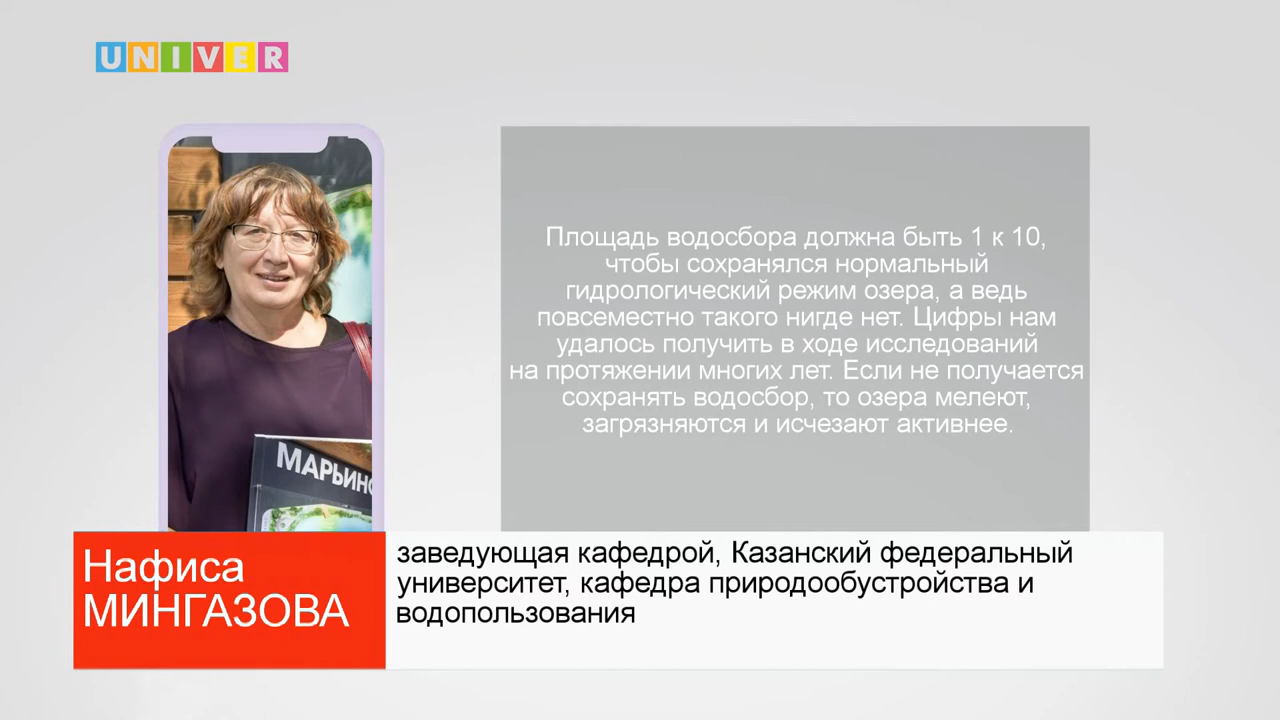 UNIVER
Площадь водосбора должна быть 1 к 10,
чтобы сохранялся нормальный
гидрологический режим озера, а ведь
повсеместно такого нигде нет. Цифры нам
удалось получить в ходе исследований
на протяжении многих лет. Если не получается
сохранять водосбор, то озера мелеют,
загрязняются и исчезают активнее.
Нафиса
МИНГАЗОВА
заведующая кафедрой, Казанский федеральный
университет, кафедра природообустройства и
водопользования